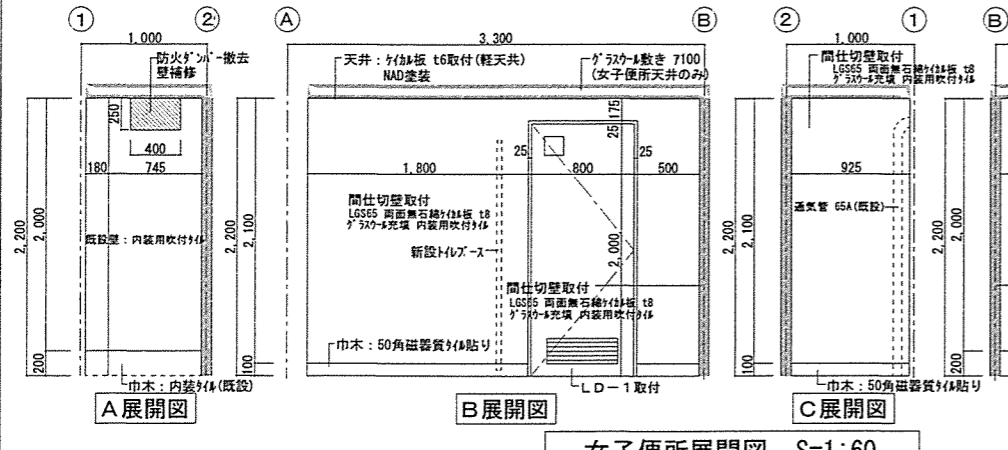 1 2 A B 2 1 B
1,000 3,300 1,000
防火ダンパー撤去
壁補修
250
400
180 745
2,200 2,000
既設壁：内装用吹付タイル
200
巾木：内装タイル(既設)
A展開図
天井：ケイカル板 t6取付(軽天共)
NAD塗装
グラスウール敷き 7100
(女子便所天井のみ)
175
25
25 25
1,800 800 500
2,200 2,100
間仕切壁取付
LGS65 両面無石綿ケイカル板 t8
グラスウール充填 内装用吹付タイル
新設トイレブース
2,000
間仕切壁取付
LGS65 両面無石綿ケイカル板 t8
グラスウール充填 内装用吹付タイル
巾木：50角磁器質タイル貼り
100
LD-1取付
B展開図
間仕切壁取付
LGS65 両面無石綿ケイカル板 t8
グラスウール充填 内装用吹付タイル
925
通気管 65A(既設)
2,200 2,100
100
巾木：50角磁器質タイル貼り
C展開図
2,200 2,000
200
女子便所展開図 S=1:60